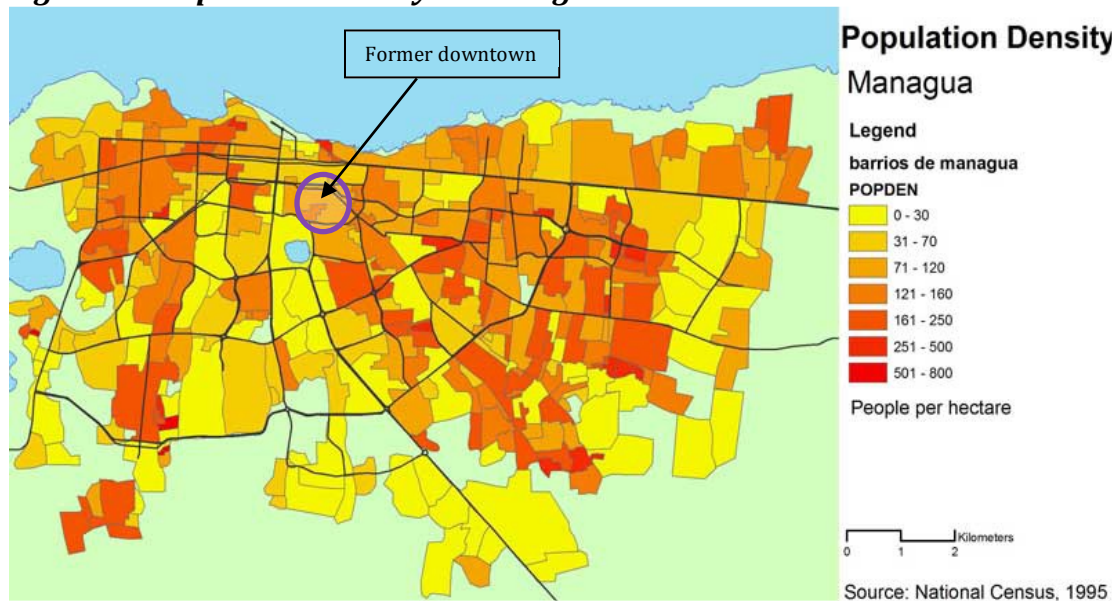 Former downtown
Population Density
Managua
Legend
barrios de managua
POPDEN
0 - 30
31 - 70
71 - 120
121 - 160
161 - 250
251 - 500
501 - 800
People per hectare
Kilometers
0 1 2
Source: National Census, 1995